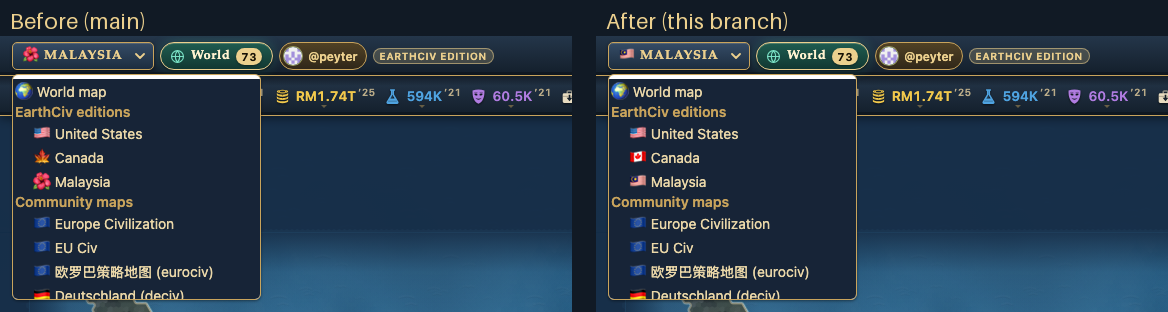 Before (main)
MALAYSIA World 73 @peyter EARTHCIV EDITION
World map
RM1.74T '25 594K '21 60.5K '21
EarthCiv editions
United States
Canada
Malaysia
Community maps
Europe Civilization
EU Civ
欧罗巴策略地图 (eurociv)
Deutschland (deciv)
After (this branch)
MALAYSIA World 73 @peyter EARTHCIV EDITION
World map
RM1.74T '25 594K '21 60.5K '21
EarthCiv editions
United States
Canada
Malaysia
Community maps
Europe Civilization
EU Civ
欧罗巴策略地图 (eurociv)
Deutschland (deciv)